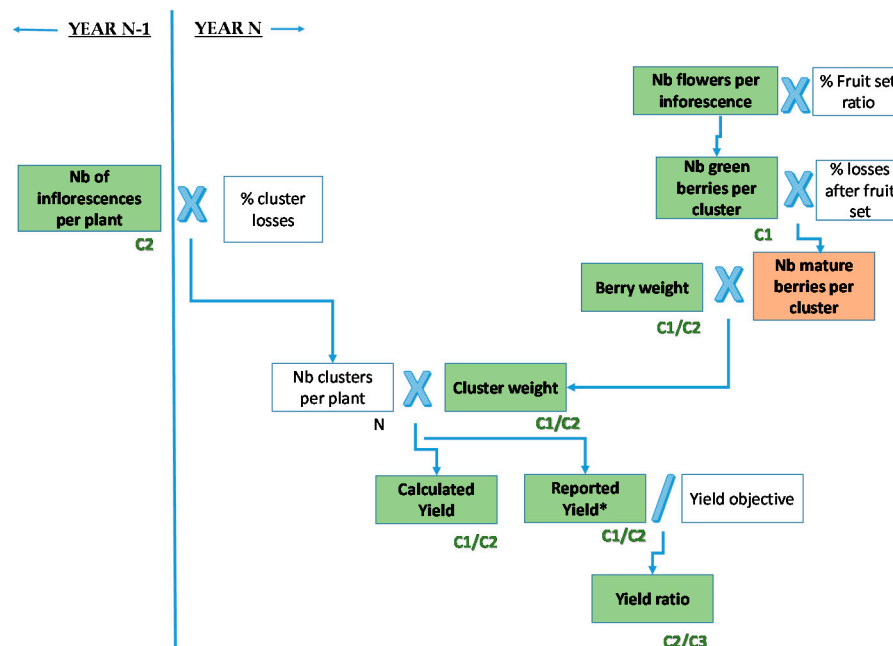 YEAR N-1
YEAR N
Nb flowers per
inforescence
X
% Fruit set
ratio
Nb of
inflorescences
per plant
X
% cluster
losses
C2
Nb green
berries per
cluster
X
% losses
after fruit
set
C1
Berry weight
X
Nb mature
berries per
cluster
C1/C2
Nb clusters
per plant
X
Cluster weight
N
C1/C2
Calculated
Yield
Reported
Yield*
/
Yield objective
C1/C2
C1/C2
Yield ratio
C2/C3